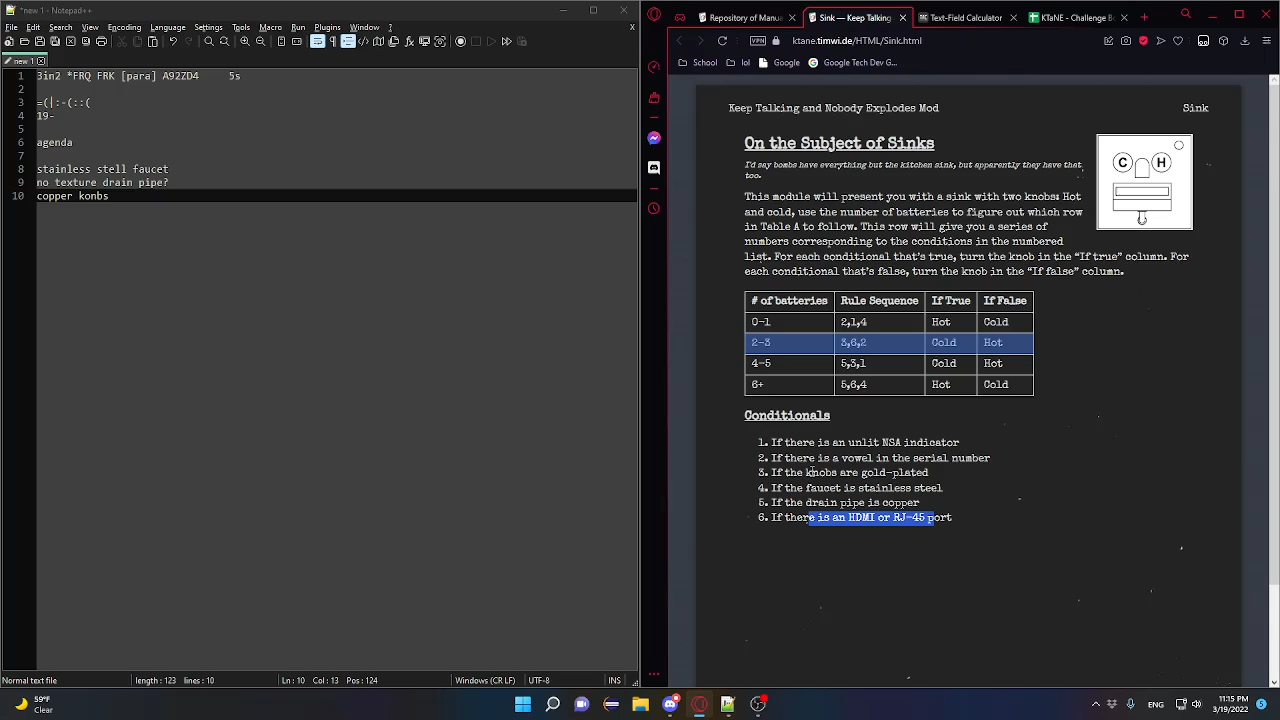 *new 1 - Notepad++
File Edit Search View Encoding Language Settings Tools Macro Run Plugins Window ?
new 1
1 3in2 *FRQ FRK [para] A92ZD4 5s
2
3 =(|:-(::(
4 19-
5
6 agenda
7
8 stainless stell faucet
9 no texture drain pipe?
10 copper konbs
Normal text file length : 123 lines : 10 Ln : 10 Col : 13 Pos : 124 Windows (CR LF) UTF-8 INS
Repository of Manua
Sink — Keep Talking
Text-Field Calculator
KTaNE - Challenge Bo
VPN ktane.timwi.de/HTML/Sink.html
School lol Google Google Tech Dev G...
Keep Talking and Nobody Explodes Mod Sink
On the Subject of Sinks
I'd say bombs have everything but the kitchen sink, but apparently they have that,
too.
This module will present you with a sink with two knobs: Hot
and cold, use the number of batteries to figure out which row
in Table A to follow. This row will give you a series of
numbers corresponding to the conditions in the numbered
list. For each conditional that's true, turn the knob in the "If true" column. For
each conditional that's false, turn the knob in the "If false" column.
C H
# of batteries Rule Sequence If True If False
0-1 2,1,4 Hot Cold
2-3 3,6,2 Cold Hot
4-5 5,3,1 Cold Hot
6+ 5,6,4 Hot Cold
Conditionals
1. If there is an unlit NSA indicator
2. If there is a vowel in the serial number
3. If the knobs are gold-plated
4. If the faucet is stainless steel
5. If the drain pipe is copper
6. If there is an HDMI or RJ-45 port
59°F
Clear
11:15 PM
3/19/2022